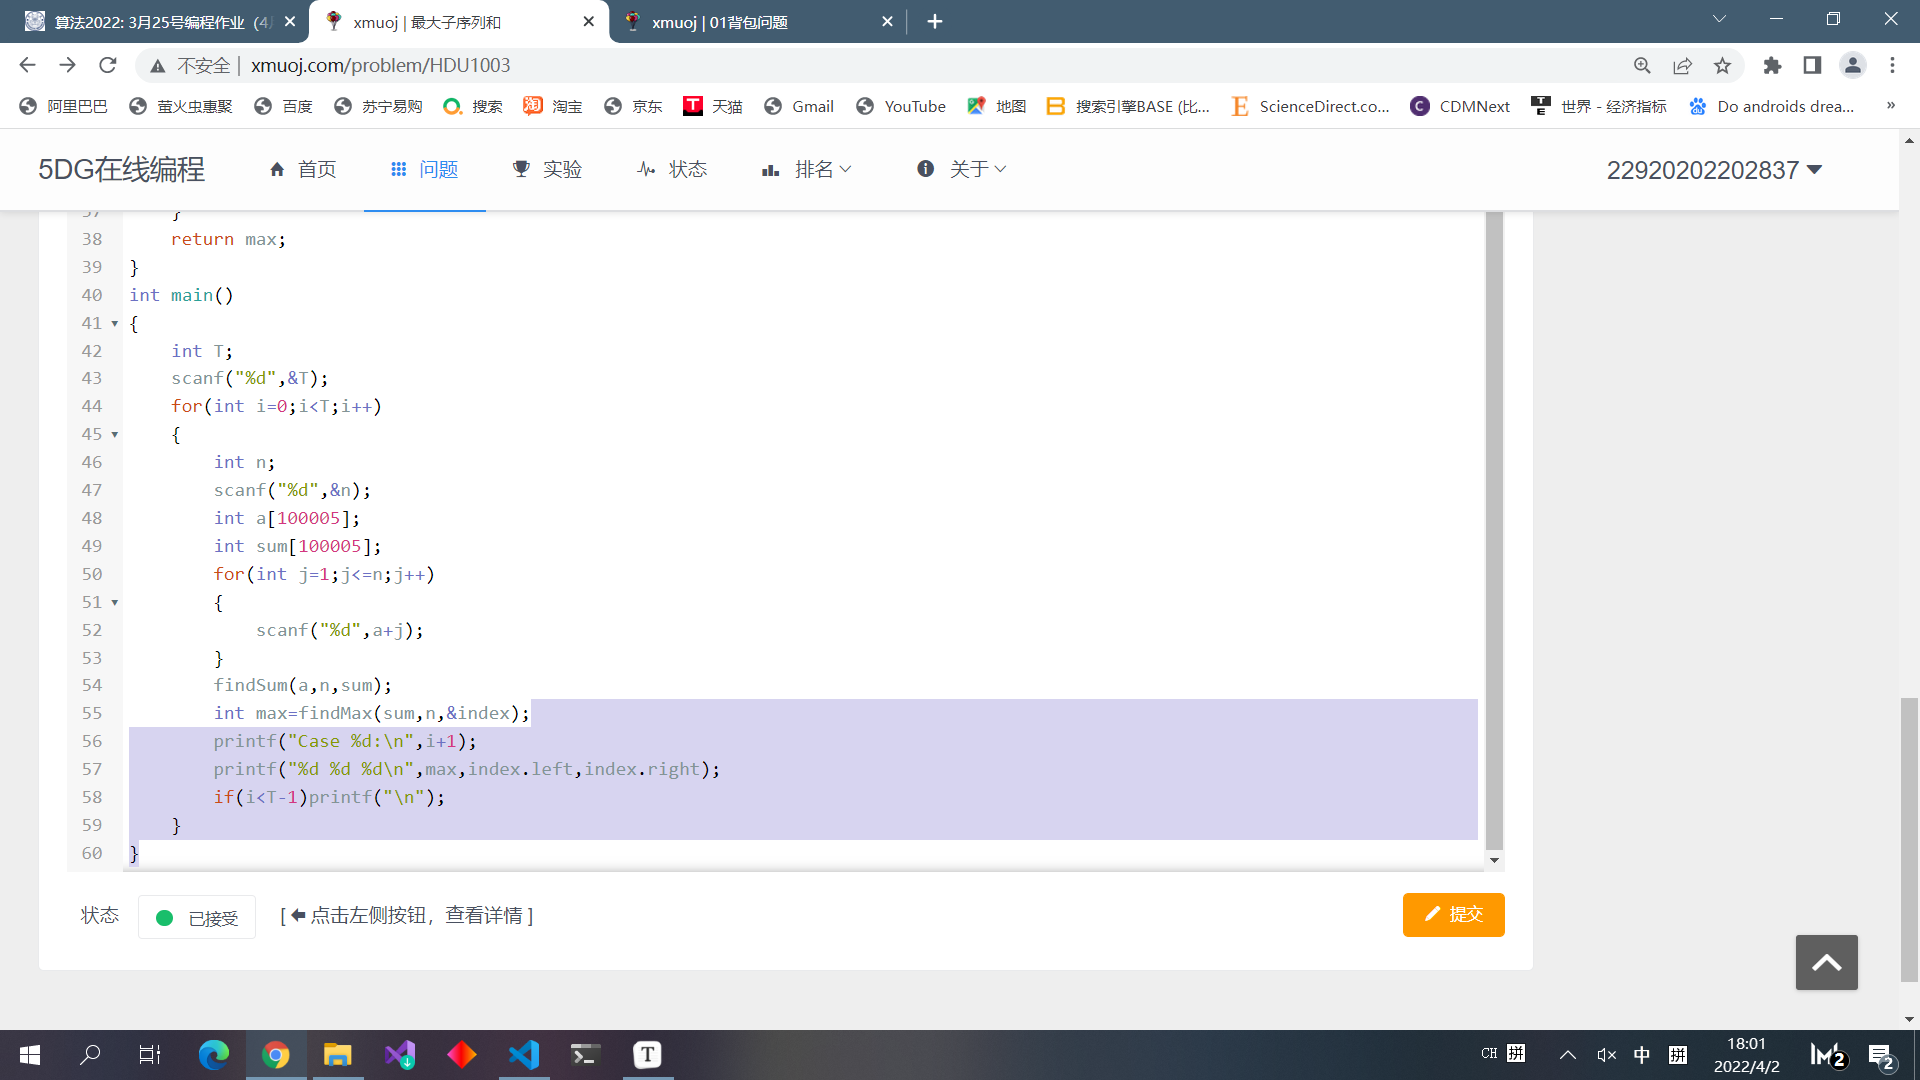 算法2022: 3月25号编程作业 (4
xmuoj | 最大子序列和
xmuoj | 01背包问题
不安全 | xmuoj.com/problem/HDU1003
阿里巴巴 萤火虫惠聚 百度 苏宁易购 搜索 淘宝 京东 天猫 Gmail YouTube 地图 搜索引擎BASE (比... ScienceDirect.co... CDMNext 世界 - 经济指标 Do androids drea... »
5DG在线编程 首页 问题 实验 状态 排名 关于 22920202202837
37 }
38 return max;
39 }
40 int main()
41 {
42 int T;
43 scanf("%d",&T);
44 for(int i=0;i<T;i++)
45 {
46 int n;
47 scanf("%d",&n);
48 int a[100005];
49 int sum[100005];
50 for(int j=1;j<=n;j++)
51 {
52 scanf("%d",a+j);
53 }
54 findSum(a,n,sum);
55 int max=findMax(sum,n,&index);
56 printf("Case %d:\n",i+1);
57 printf("%d %d %d\n",max,index.left,index.right);
58 if(i<T-1)printf("\n");
59 }
60 }
状态 已接受 [ 点击左侧按钮，查看详情 ] 提交
CH 拼 中 拼 18:01 2
2022/4/2 2